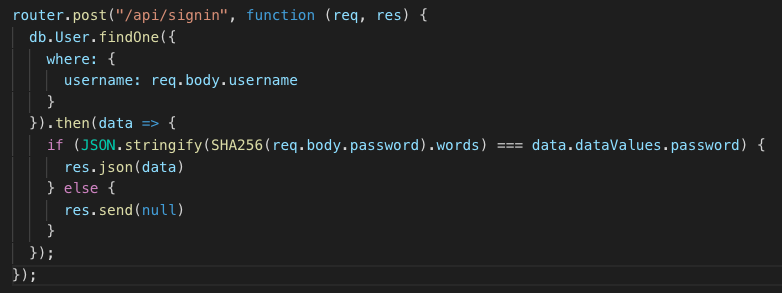 router.post("/api/signin", function (req, res) {
  db.User.findOne({
    where: {
      username: req.body.username
    }
  }).then(data => {
    if (JSON.stringify(SHA256(req.body.password).words) === data.dataValues.password) {
      res.json(data)
    } else {
      res.send(null)
    }
  });
});